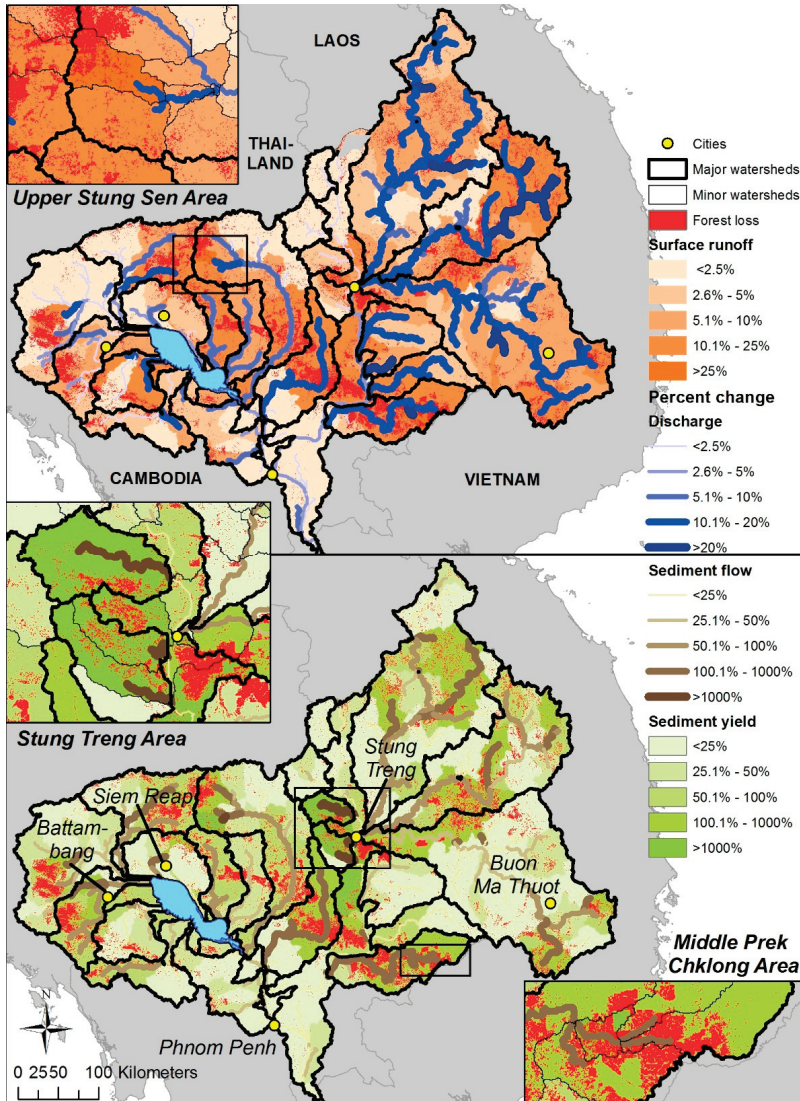 LAOS
THAI-
LAND
Upper Stung Sen Area
CAMBODIA
VIETNAM
Cities
Major watersheds
Minor watersheds
Forest loss
Surface runoff
<2.5%
2.6% - 5%
5.1% - 10%
10.1% - 25%
>25%
Percent change
Discharge
<2.5%
2.6% - 5%
5.1% - 10%
10.1% - 20%
>20%
Sediment flow
<25%
25.1% - 50%
50.1% - 100%
100.1% - 1000%
>1000%
Sediment yield
<25%
25.1% - 50%
50.1% - 100%
100.1% - 1000%
>1000%
Stung Treng Area
Stung
Treng
Siem Reap
Battam-
bang
Buon
Ma Thuot
Middle Prek
Chklong Area
Phnom Penh
N
0 25 50 100 Kilometers